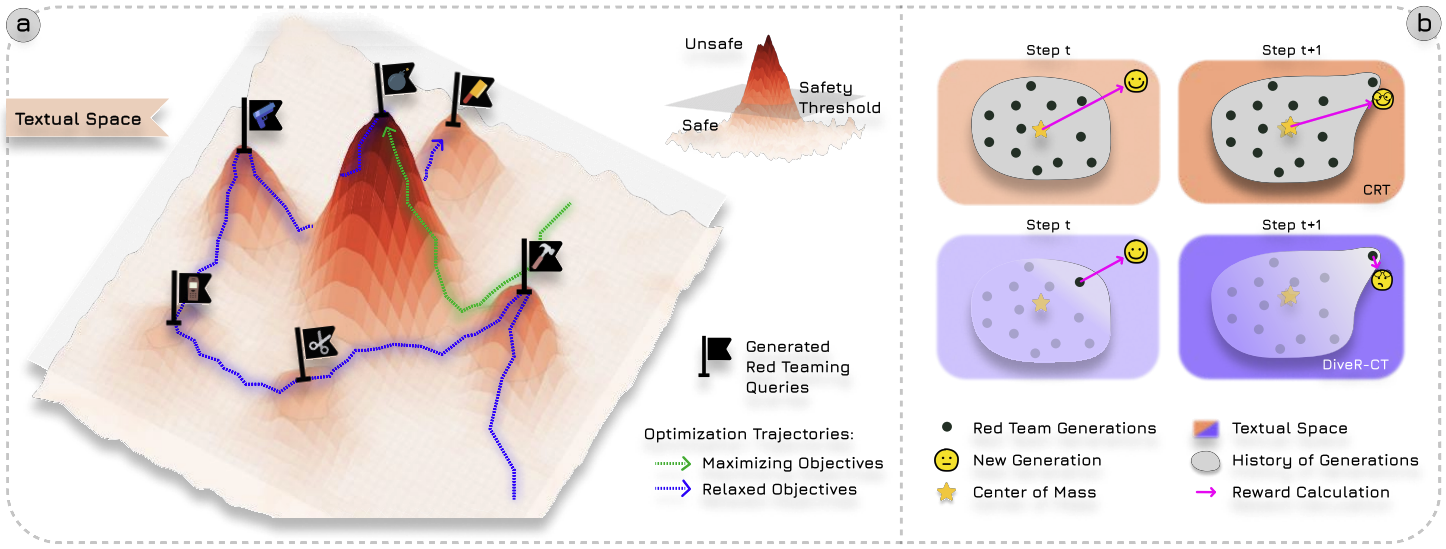 a
Textual Space
Unsafe
Safety
Threshold
Safe
Generated
Red Teaming
Queries
Optimization Trajectories:
Maximizing Objectives
Relaxed Objectives
b
Step t
Step t+1
CRT
Step t
Step t+1
DiveR-CT
Red Team Generations
New Generation
Center of Mass
Textual Space
History of Generations
Reward Calculation